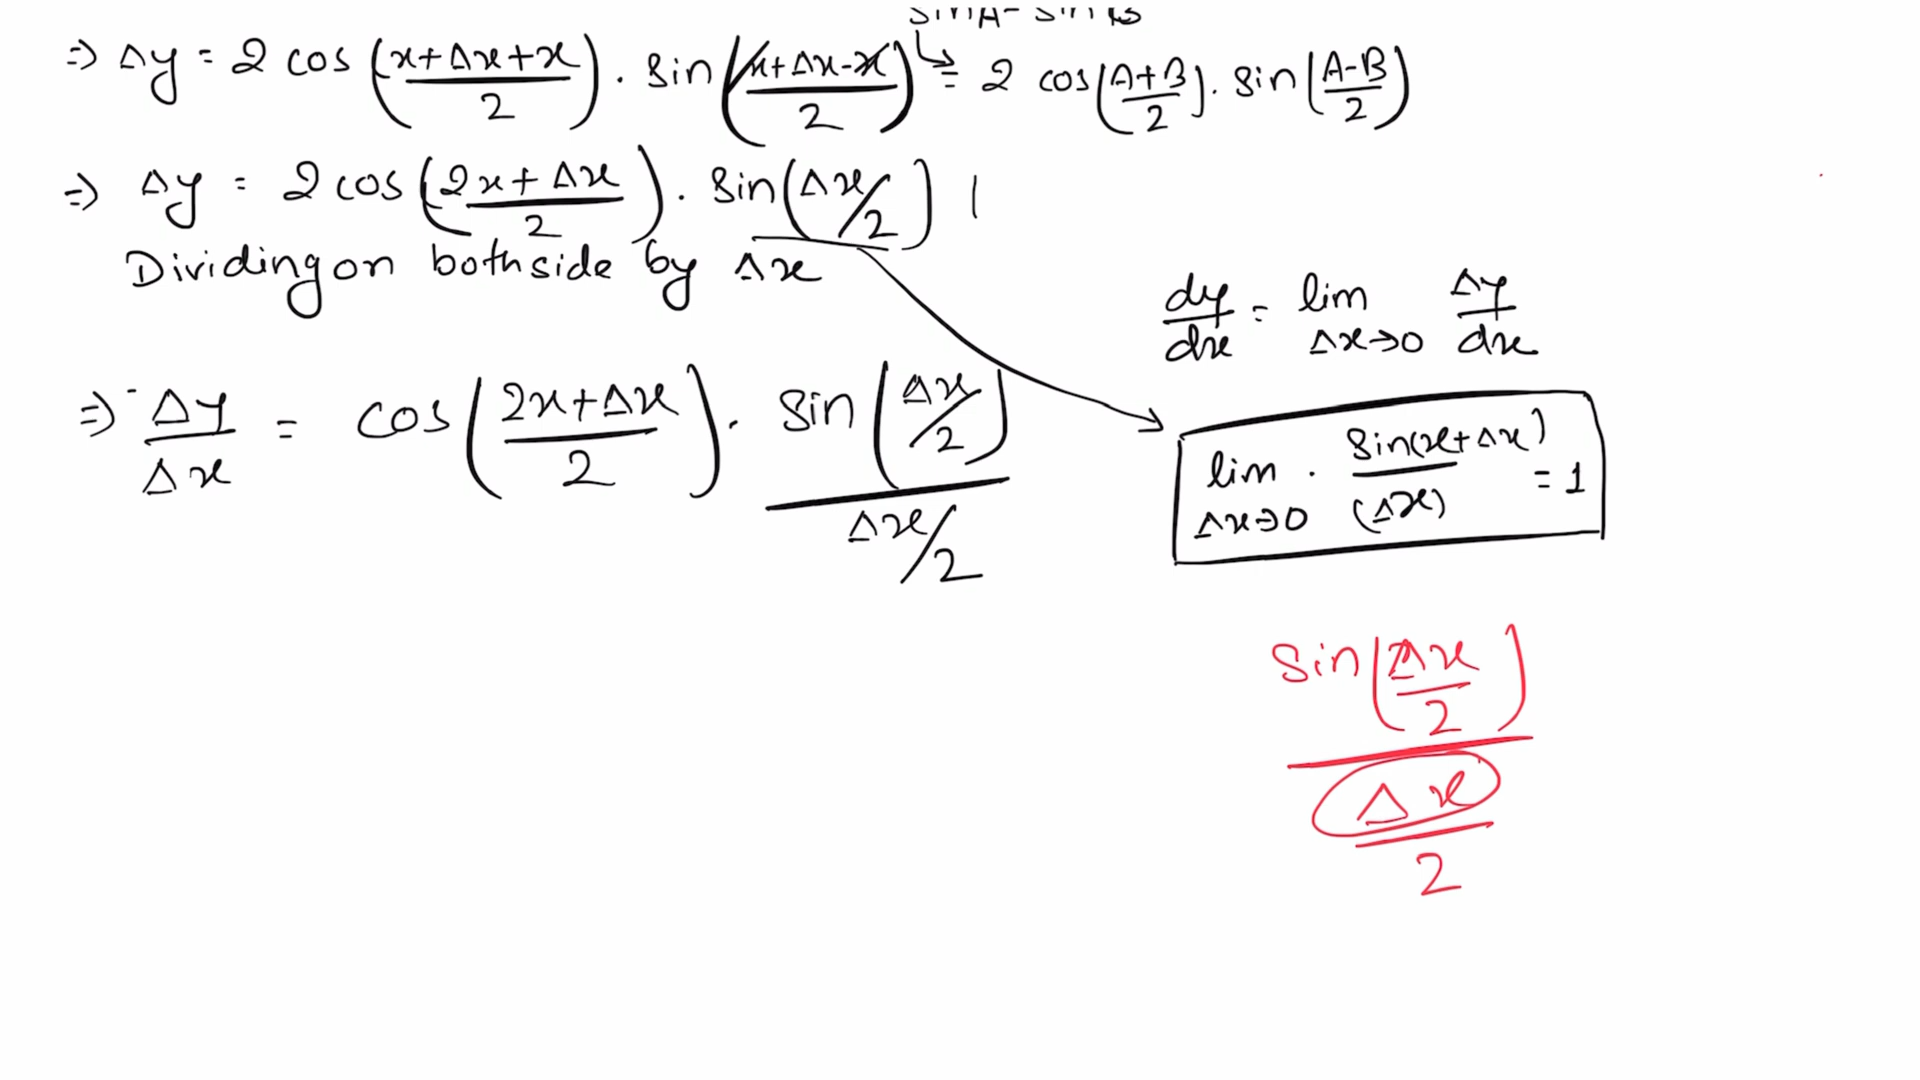 sin A - sin B
⇒ Δy = 2 cos((x+Δx+x)/2) · sin((x+Δx-x)/2) = 2 cos((A+B)/2) · sin((A-B)/2)
⇒ Δy = 2 cos((2x+Δx)/2) · sin(Δx/2) |
Dividing on both side by Δx
dy/dx = lim Δx→0 Δy/dx
⇒ Δy/Δx = cos((2x+Δx)/2) · sin(Δx/2)/(Δx/2)
lim Δx→0 · sin(x+Δx)/(Δx) = 1
sin(Δx/2)/(Δx/2)